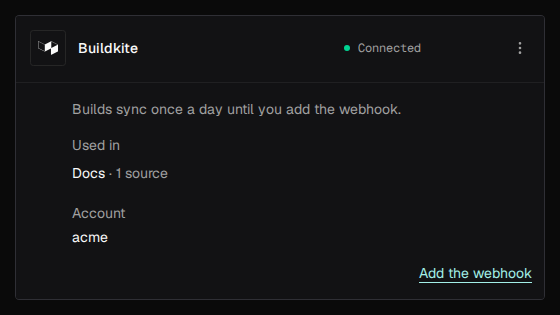 Buildkite
Connected
Builds sync once a day until you add the webhook.
Used in
Docs · 1 source
Account
acme
Add the webhook